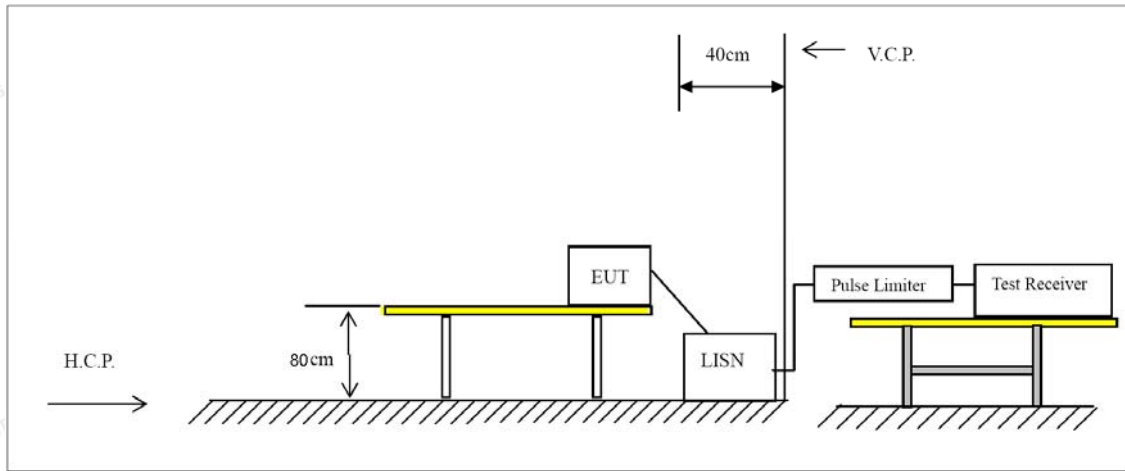 40cm
V.C.P.
EUT
Pulse Limiter
Test Receiver
80cm
H.C.P.
LISN